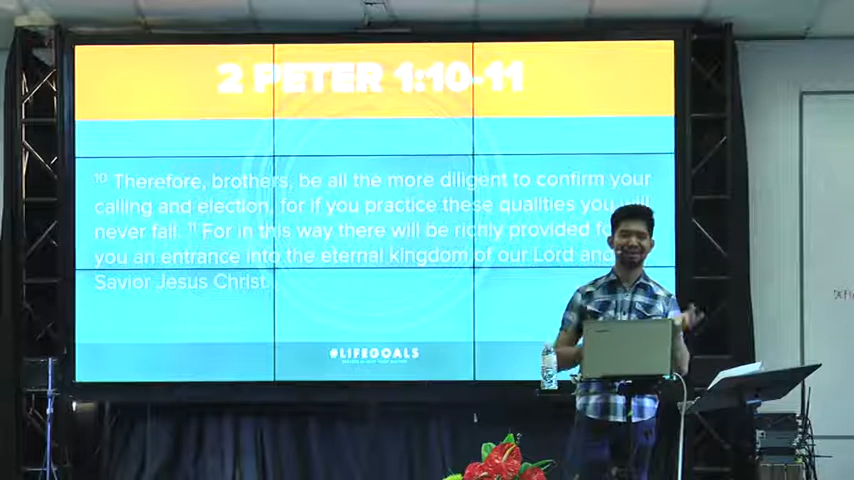 2 PETER 1:10-11
10 Therefore, brothers, be all the more diligent to confirm your
calling and election, for if you practice these qualities you will
never fall. 11 For in this way there will be richly provided
you an entrance into the eternal kingdom of our Lord and
Savior Jesus Christ.
@LIFEGOALS